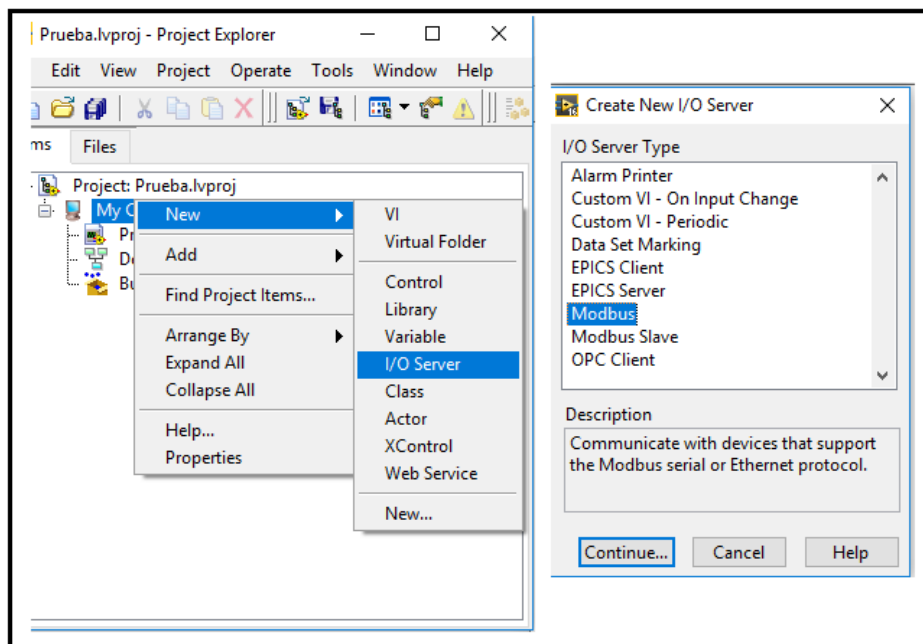 Prueba.lvproj - Project Explorer
Edit View Project Operate Tools Window Help
ms Files
Project: Prueba.lvproj
My C
Pr
D
Bu
New
Add
Find Project Items...
Arrange By
Expand All
Collapse All
Help...
Properties
VI
Virtual Folder
Control
Library
Variable
I/O Server
Class
Actor
XControl
Web Service
New...
Create New I/O Server
I/O Server Type
Alarm Printer
Custom VI - On Input Change
Custom VI - Periodic
Data Set Marking
EPICS Client
EPICS Server
Modbus
Modbus Slave
OPC Client
Description
Communicate with devices that support
the Modbus serial or Ethernet protocol.
Continue... Cancel Help